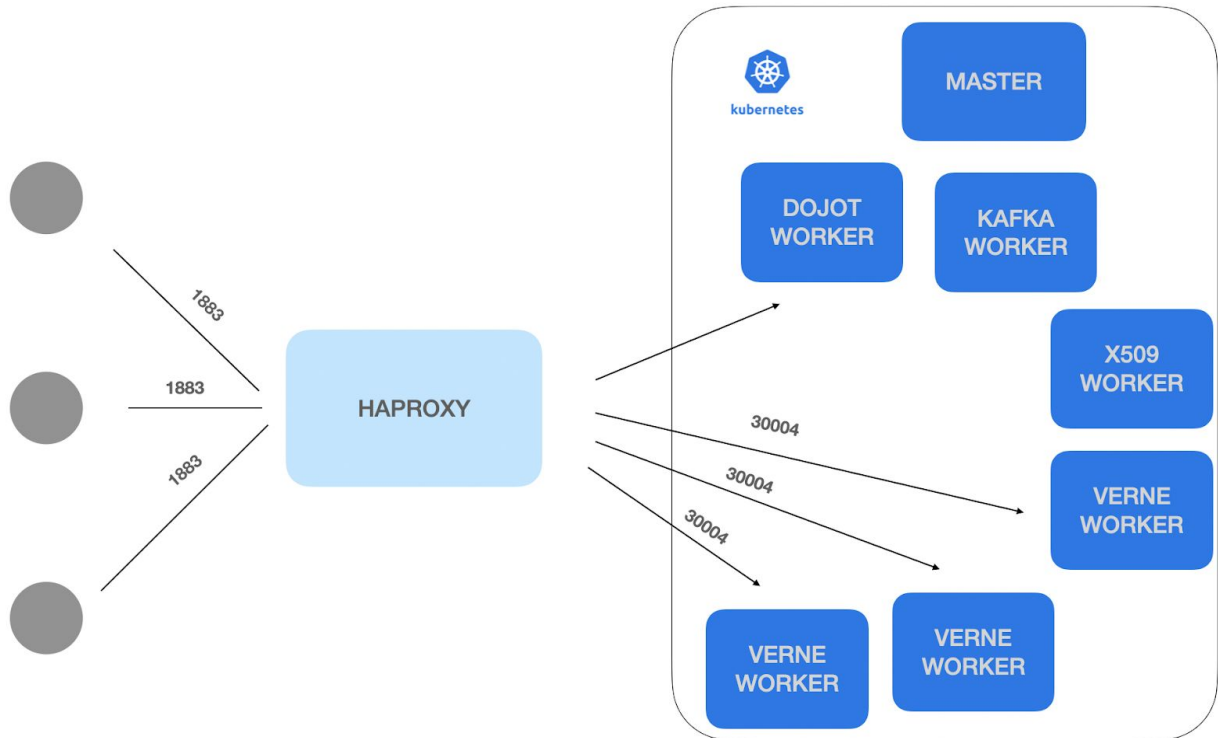 kubernetes
MASTER
DOJOT
WORKER
KAFKA
WORKER
1883
1883
1883
HAPROXY
X509
WORKER
30004
30004
30004
VERNE
WORKER
VERNE
WORKER
VERNE
WORKER